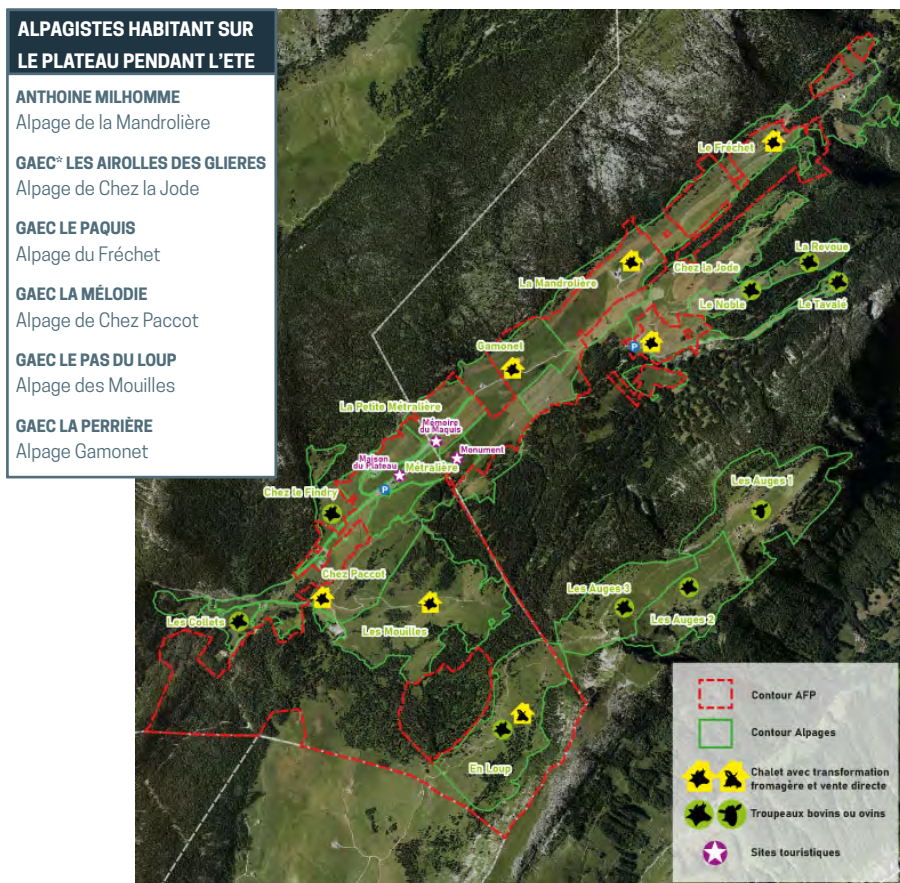 ALPAGISTES HABITANT SUR
LE PLATEAU PENDANT L'ETE
ANTHOINE MILHOMME
Alpage de la Mandrolière
GAEC* LES AIROLLES DES GLIERES
Alpage de Chez la Jode
GAEC LE PAQUIS
Alpage du Fréchet
GAEC LA MÉLODIE
Alpage de Chez Paccot
GAEC LE PAS DU LOUP
Alpage des Mouilles
GAEC LA PERRIÈRE
Alpage Gamonet
Le Fréchet
La Revoue
Chez la Jode
La Mandrolière
Le Nobla
Le Tavalé
P
Gamonet
La Petite Métralière
Mémoire
du Maquis
Monument
Maison
du Plateau
Métralière
P
Chez le Findry
Les Auges 1
Chez Paccot
Les Auges 3
Les Auges 2
Les Collets
Les Mouilles
En Loup
Contour AFP
Contour Alpages
Chalet avec transformation
fromagère et vente directe
Troupeaux bovins ou ovins
Sites touristiques